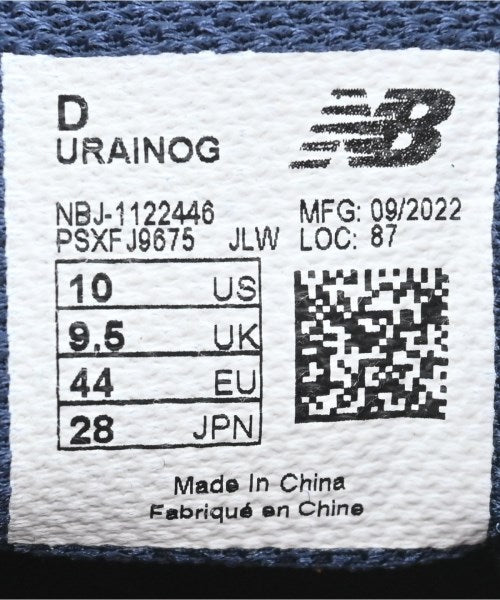 D
URAINOG
NB
NBJ-1122446 MFG: 09/2022
PSXFJ9675 JLW LOC: 87
10 US
9.5 UK
44 EU
28 JPN
Made In China
Fabriqué en Chine